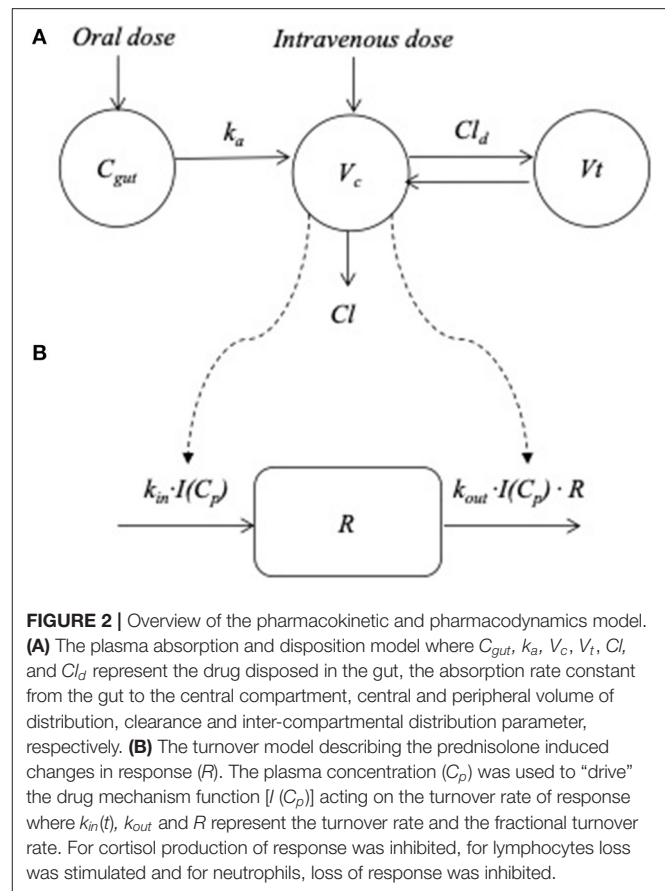 A
Oral dose
Intravenous dose
C_gut
k_a
V_c
Cl_d
Vt
Cl
B
k_in·I(C_p)
R
k_out·I(C_p)·R
FIGURE 2 | Overview of the pharmacokinetic and pharmacodynamics model.
(A) The plasma absorption and disposition model where C_gut, k_a, V_c, V_t, Cl,
and Cl_d represent the drug disposed in the gut, the absorption rate constant
from the gut to the central compartment, central and peripheral volume of
distribution, clearance and inter-compartmental distribution parameter,
respectively. (B) The turnover model describing the prednisolone induced
changes in response (R). The plasma concentration (C_p) was used to “drive”
the drug mechanism function [I (C_p)] acting on the turnover rate of response
where k_in(t), k_out and R represent the turnover rate and the fractional turnover
rate. For cortisol production of response was inhibited, for lymphocytes loss
was stimulated and for neutrophils, loss of response was inhibited.